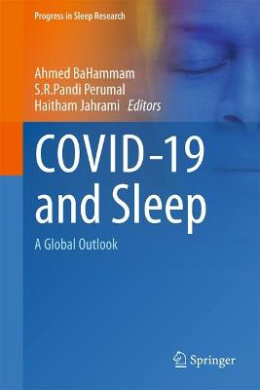 Progress in Sleep Research
Ahmed BaHammam
S.R.Pandi Perumal
Haitham Jahrami Editors
COVID-19
and Sleep
A Global Outlook
Springer